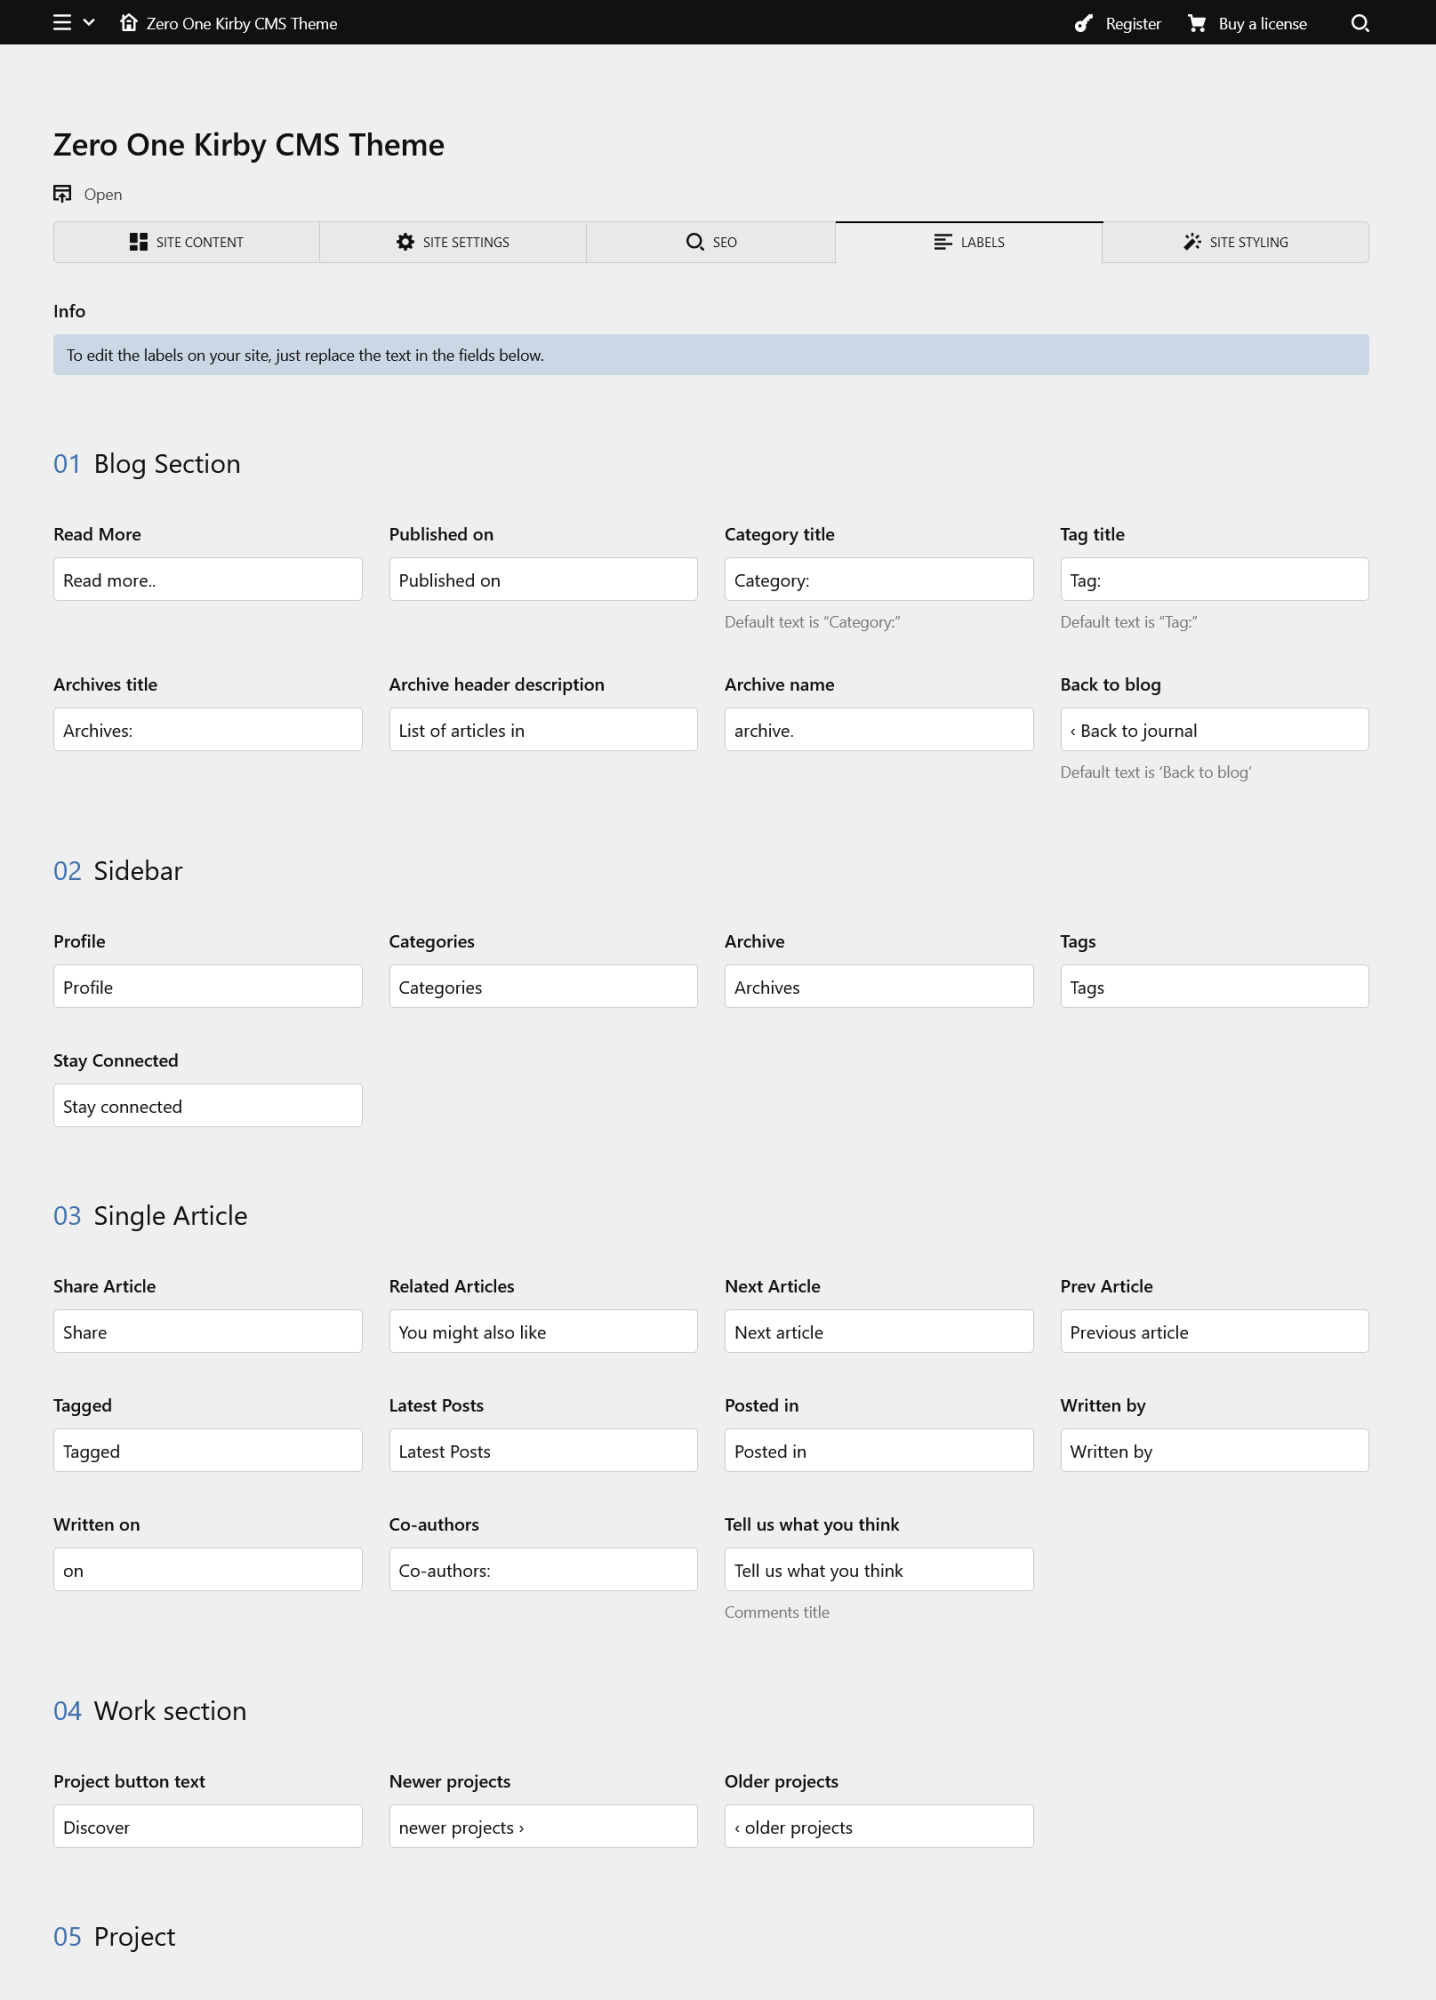 Zero One Kirby CMS Theme
Register
Buy a license
Zero One Kirby CMS Theme
Open
SITE CONTENT
SITE SETTINGS
SEO
LABELS
SITE STYLING
Info
To edit the labels on your site, just replace the text in the fields below.
01 Blog Section
Read More
Published on
Category title
Tag title
Read more..
Published on
Category:
Tag:
Default text is “Category:”
Default text is “Tag:”
Archives title
Archive header description
Archive name
Back to blog
Archives:
List of articles in
archive.
‹ Back to journal
Default text is ‘Back to blog’
02 Sidebar
Profile
Categories
Archive
Tags
Profile
Categories
Archives
Tags
Stay Connected
Stay connected
03 Single Article
Share Article
Related Articles
Next Article
Prev Article
Share
You might also like
Next article
Previous article
Tagged
Latest Posts
Posted in
Written by
Tagged
Latest Posts
Posted in
Written by
Written on
Co-authors
Tell us what you think
on
Co-authors:
Tell us what you think
Comments title
04 Work section
Project button text
Newer projects
Older projects
Discover
newer projects ›
‹ older projects
05 Project